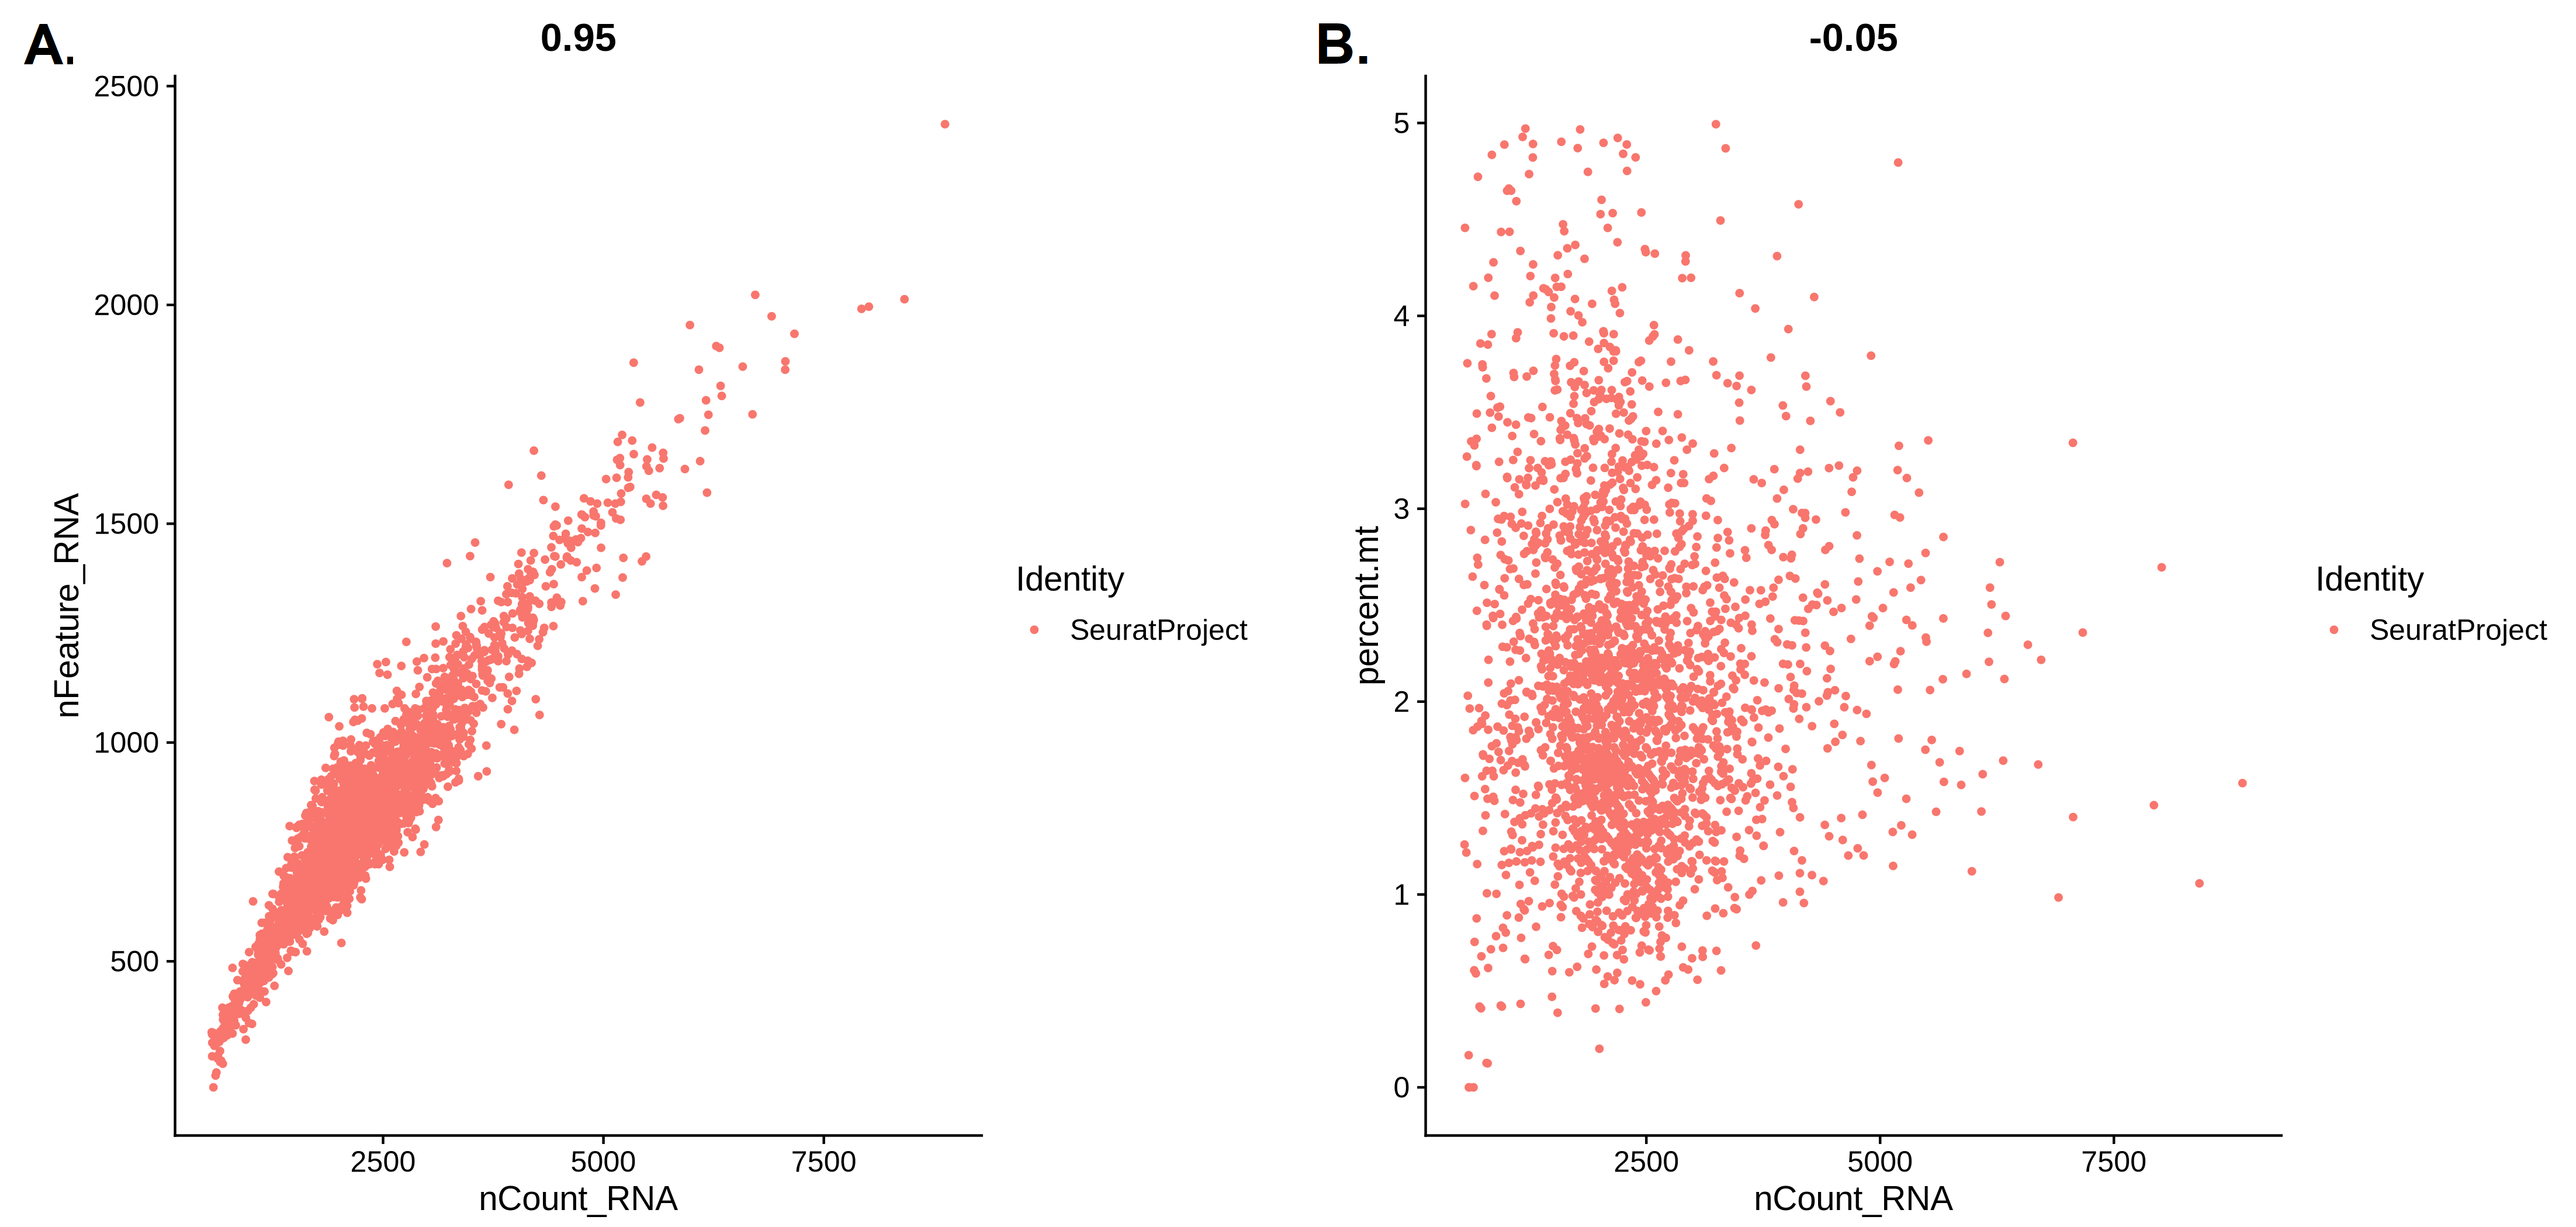 A.
0.95
2500
2000
1500
1000
500
nFeature_RNA
2500 5000 7500
nCount_RNA
Identity
SeuratProject
B.
-0.05
5
4
3
2
1
0
percent.mt
2500 5000 7500
nCount_RNA
Identity
SeuratProject